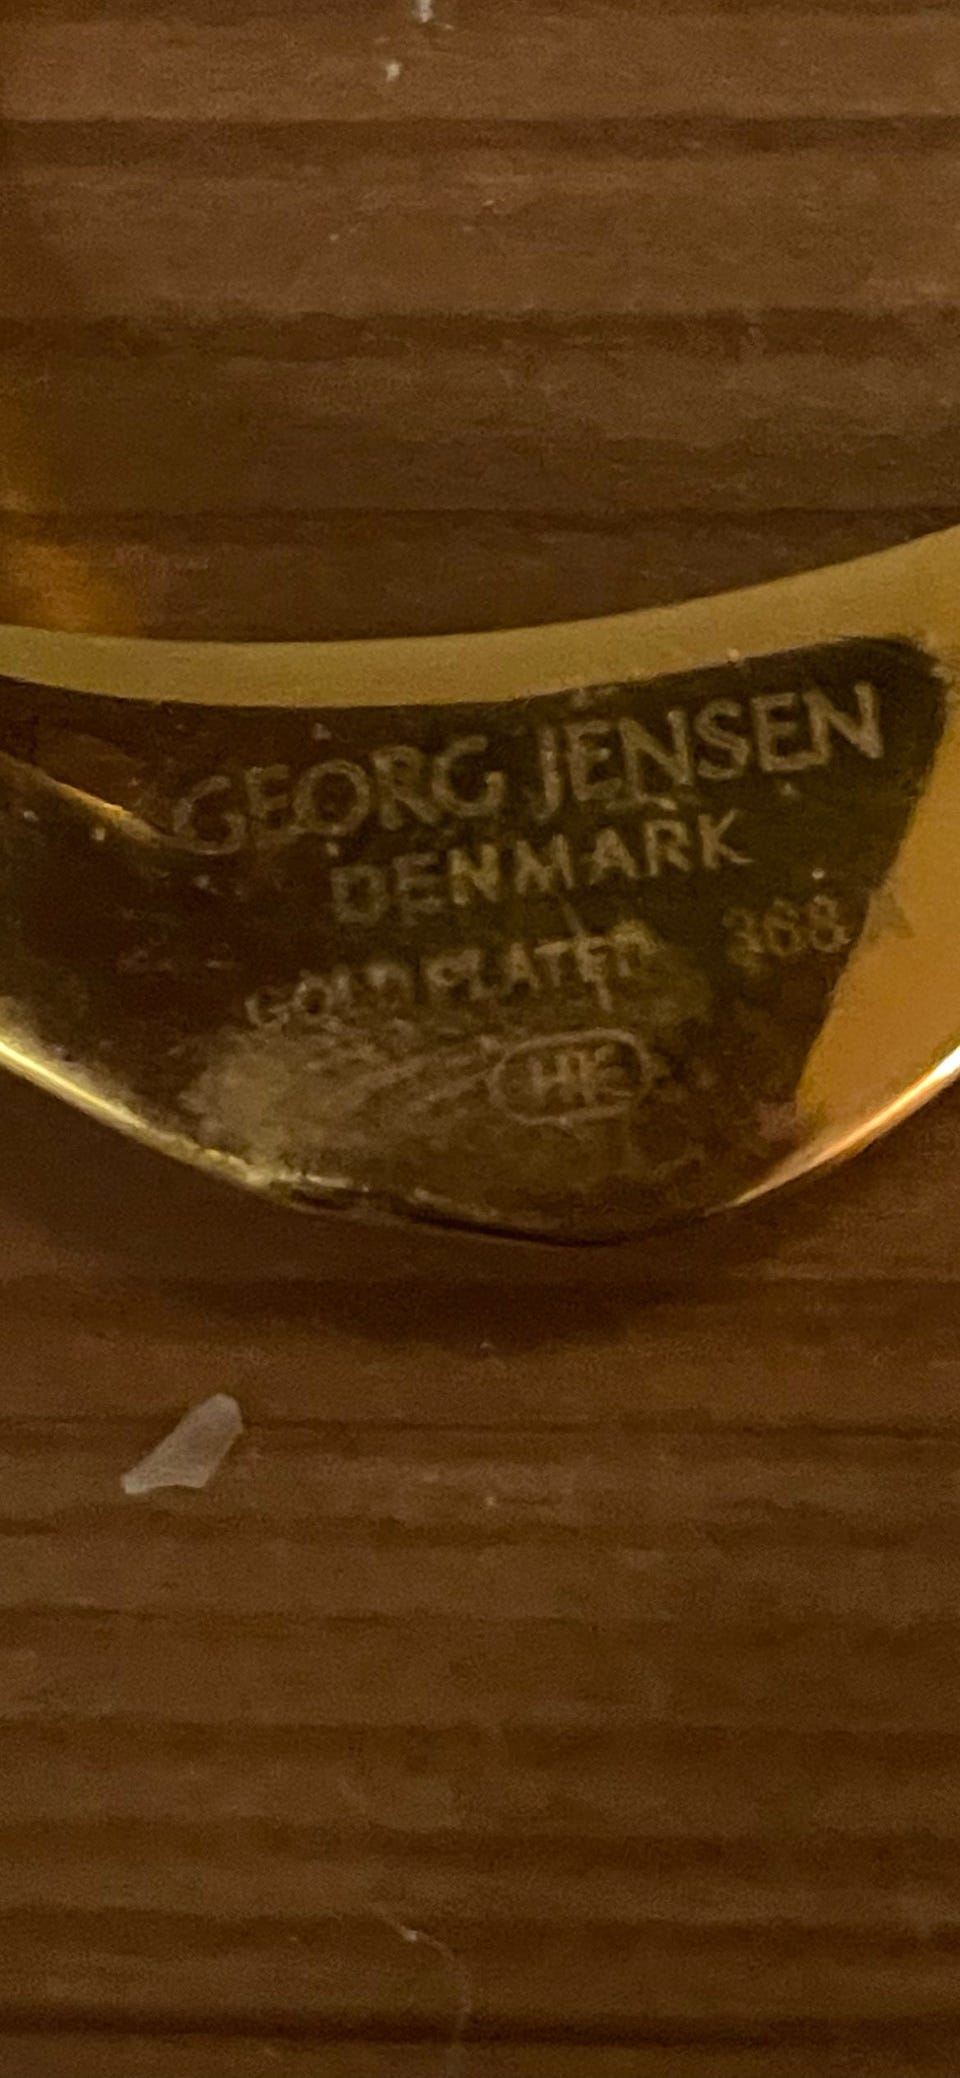 GEORG JENSEN
DENMARK
GOLD PLATED 368
HK